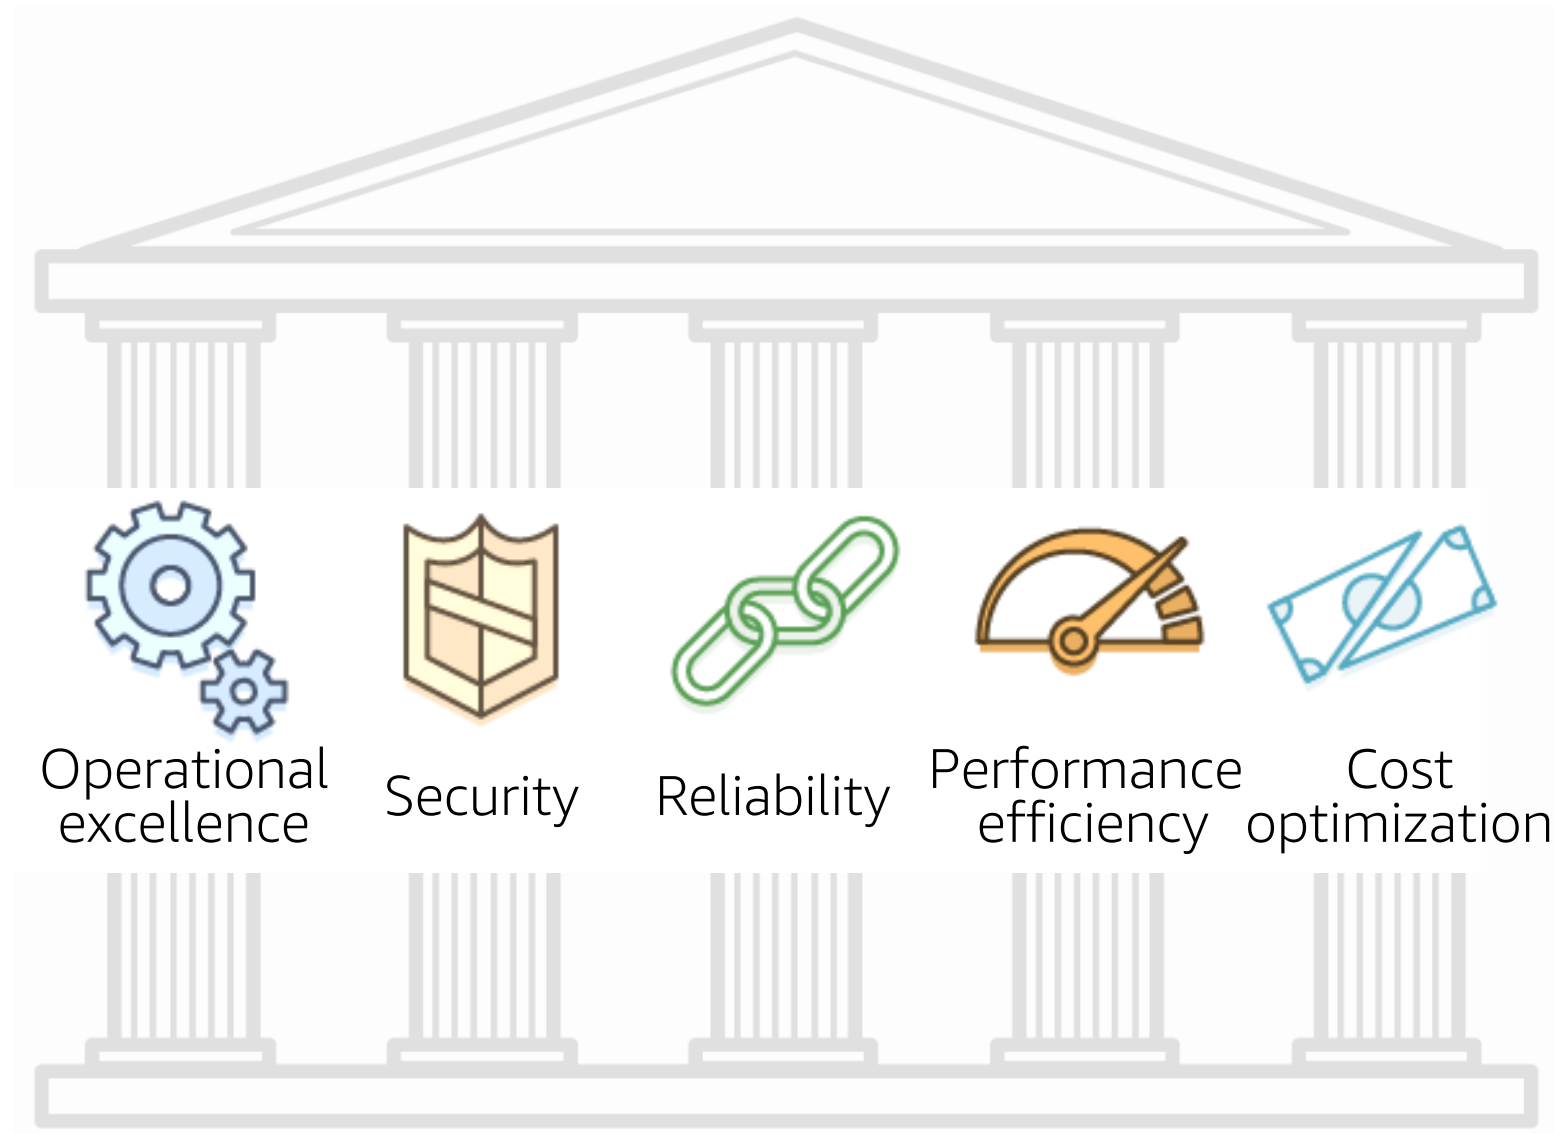 Operational
excellence
Security
Reliability
Performance
efficiency
Cost
optimization